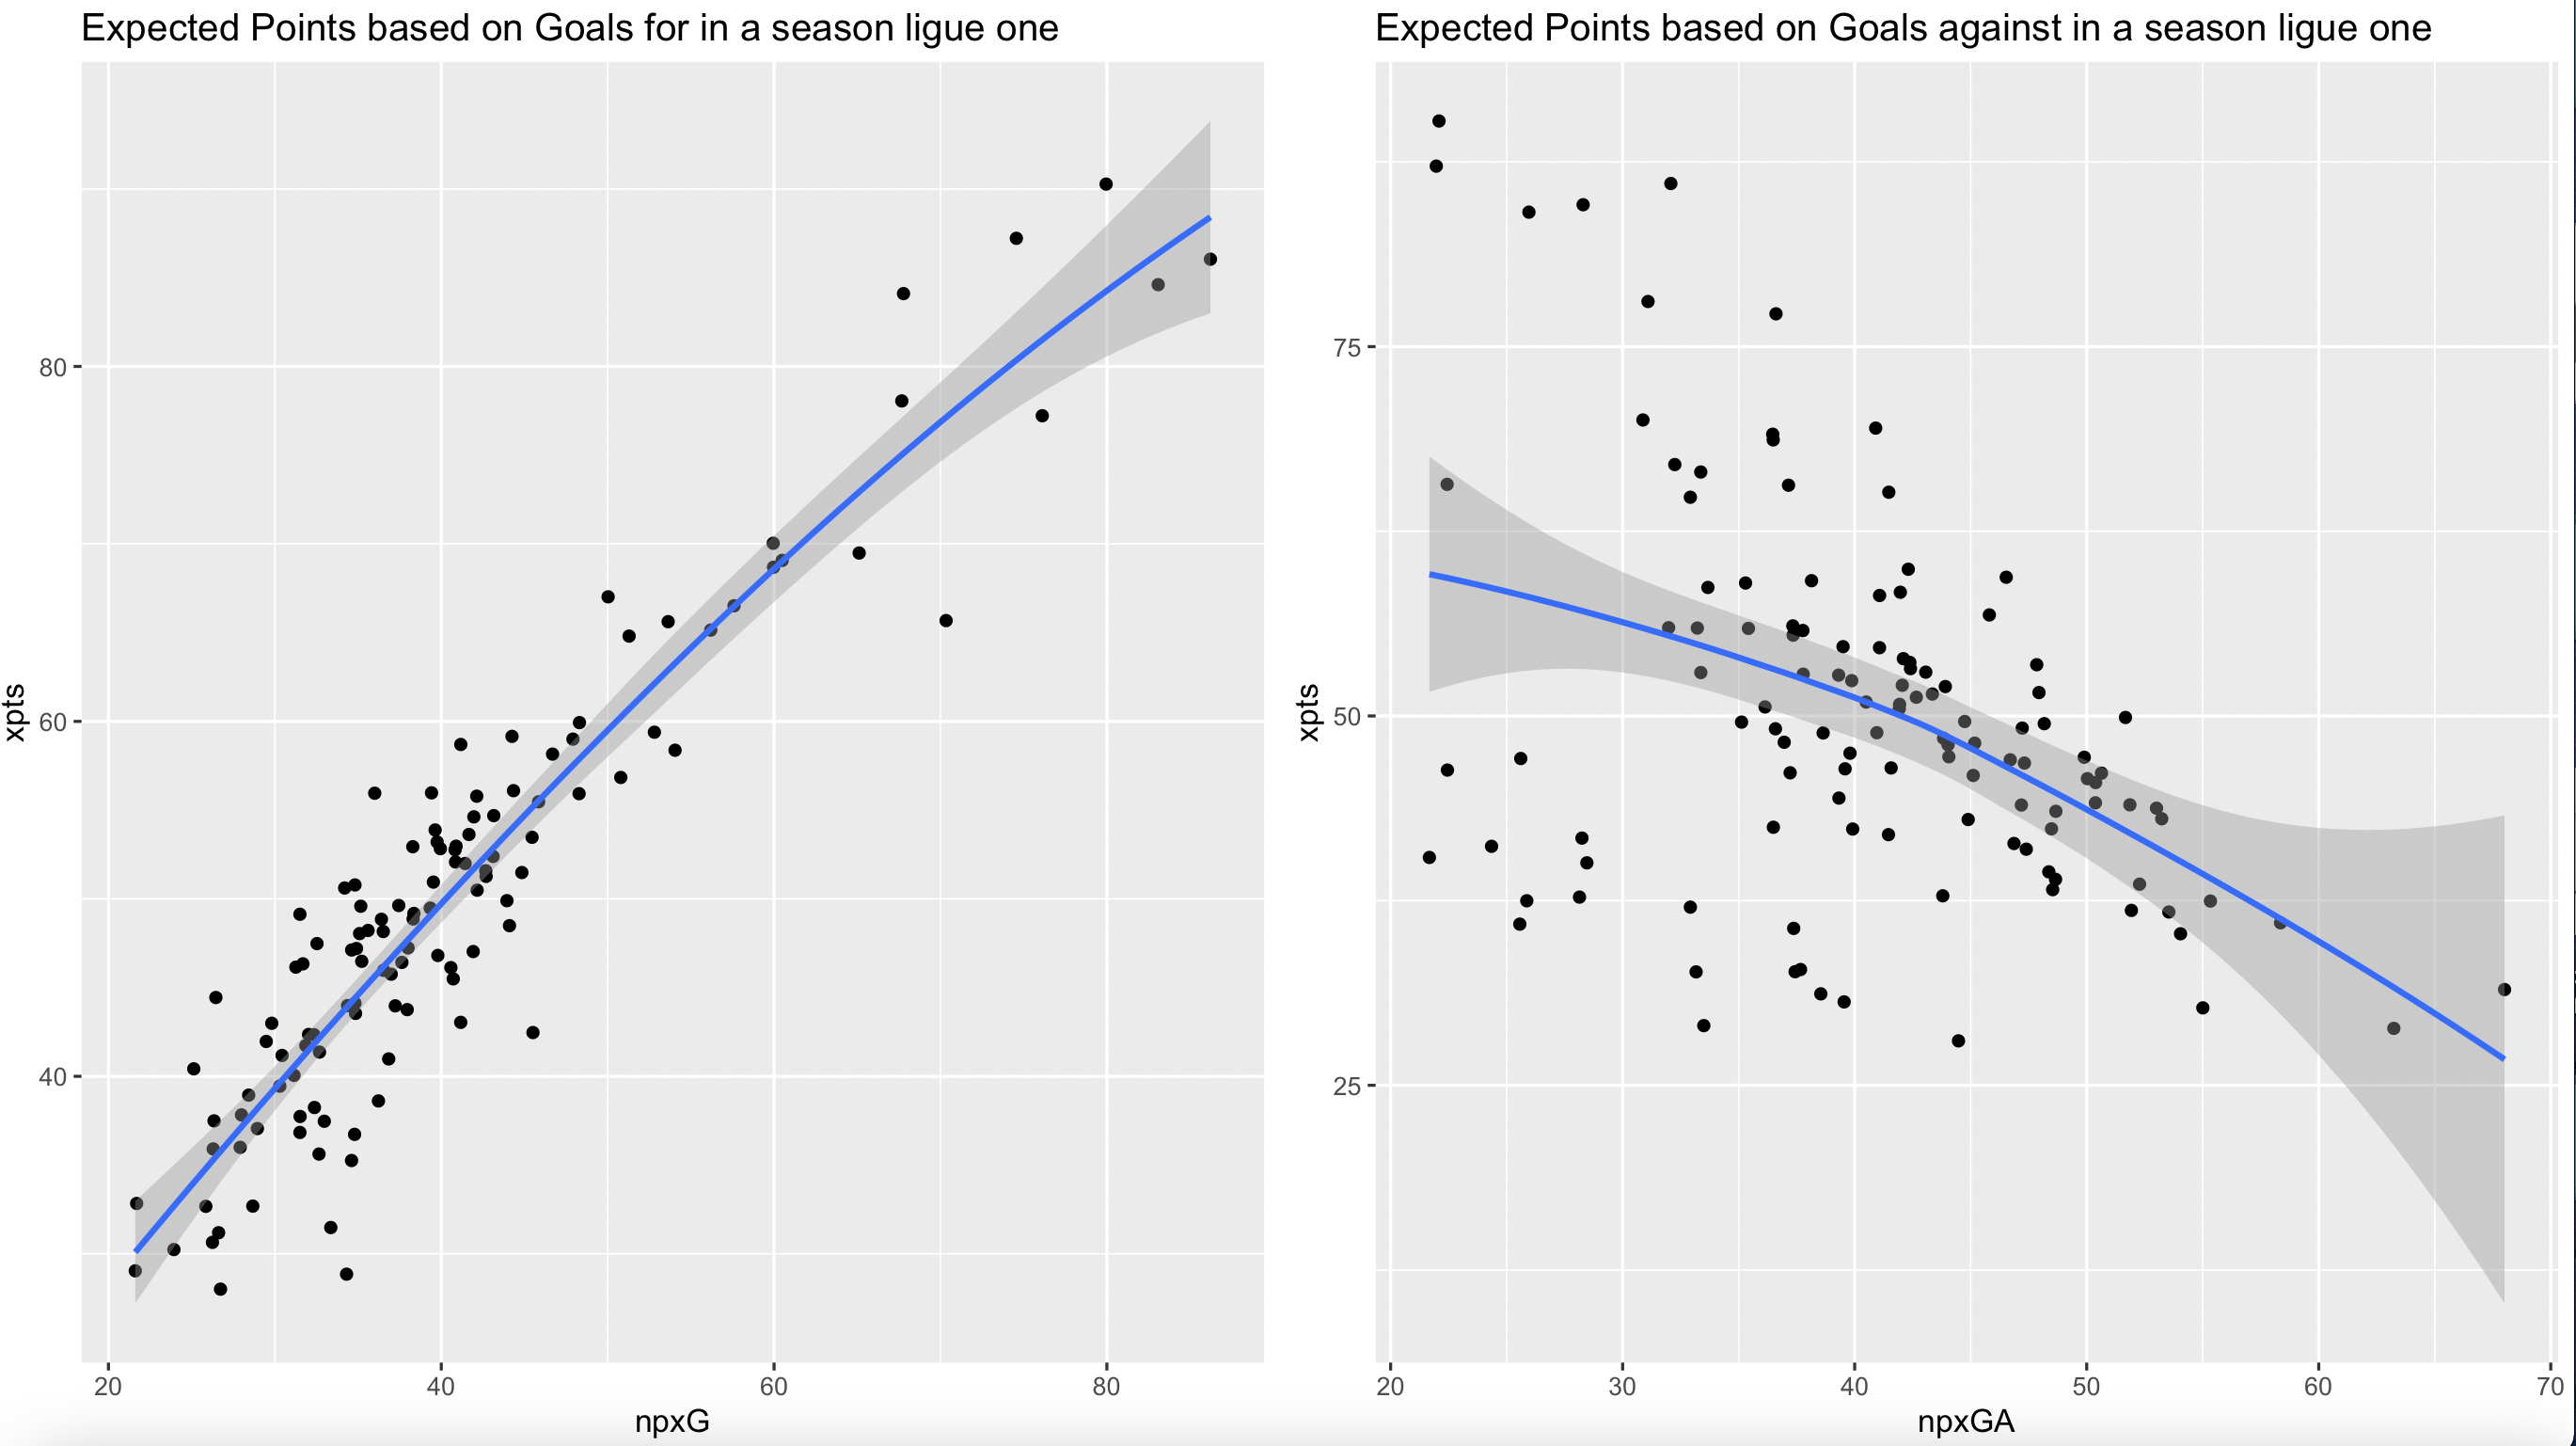 Expected Points based on Goals for in a season ligue one
xpts
80
60
40
20 40 60 80
npxG
Expected Points based on Goals against in a season ligue one
xpts
75
50
25
20 30 40 50 60 70
npxGA